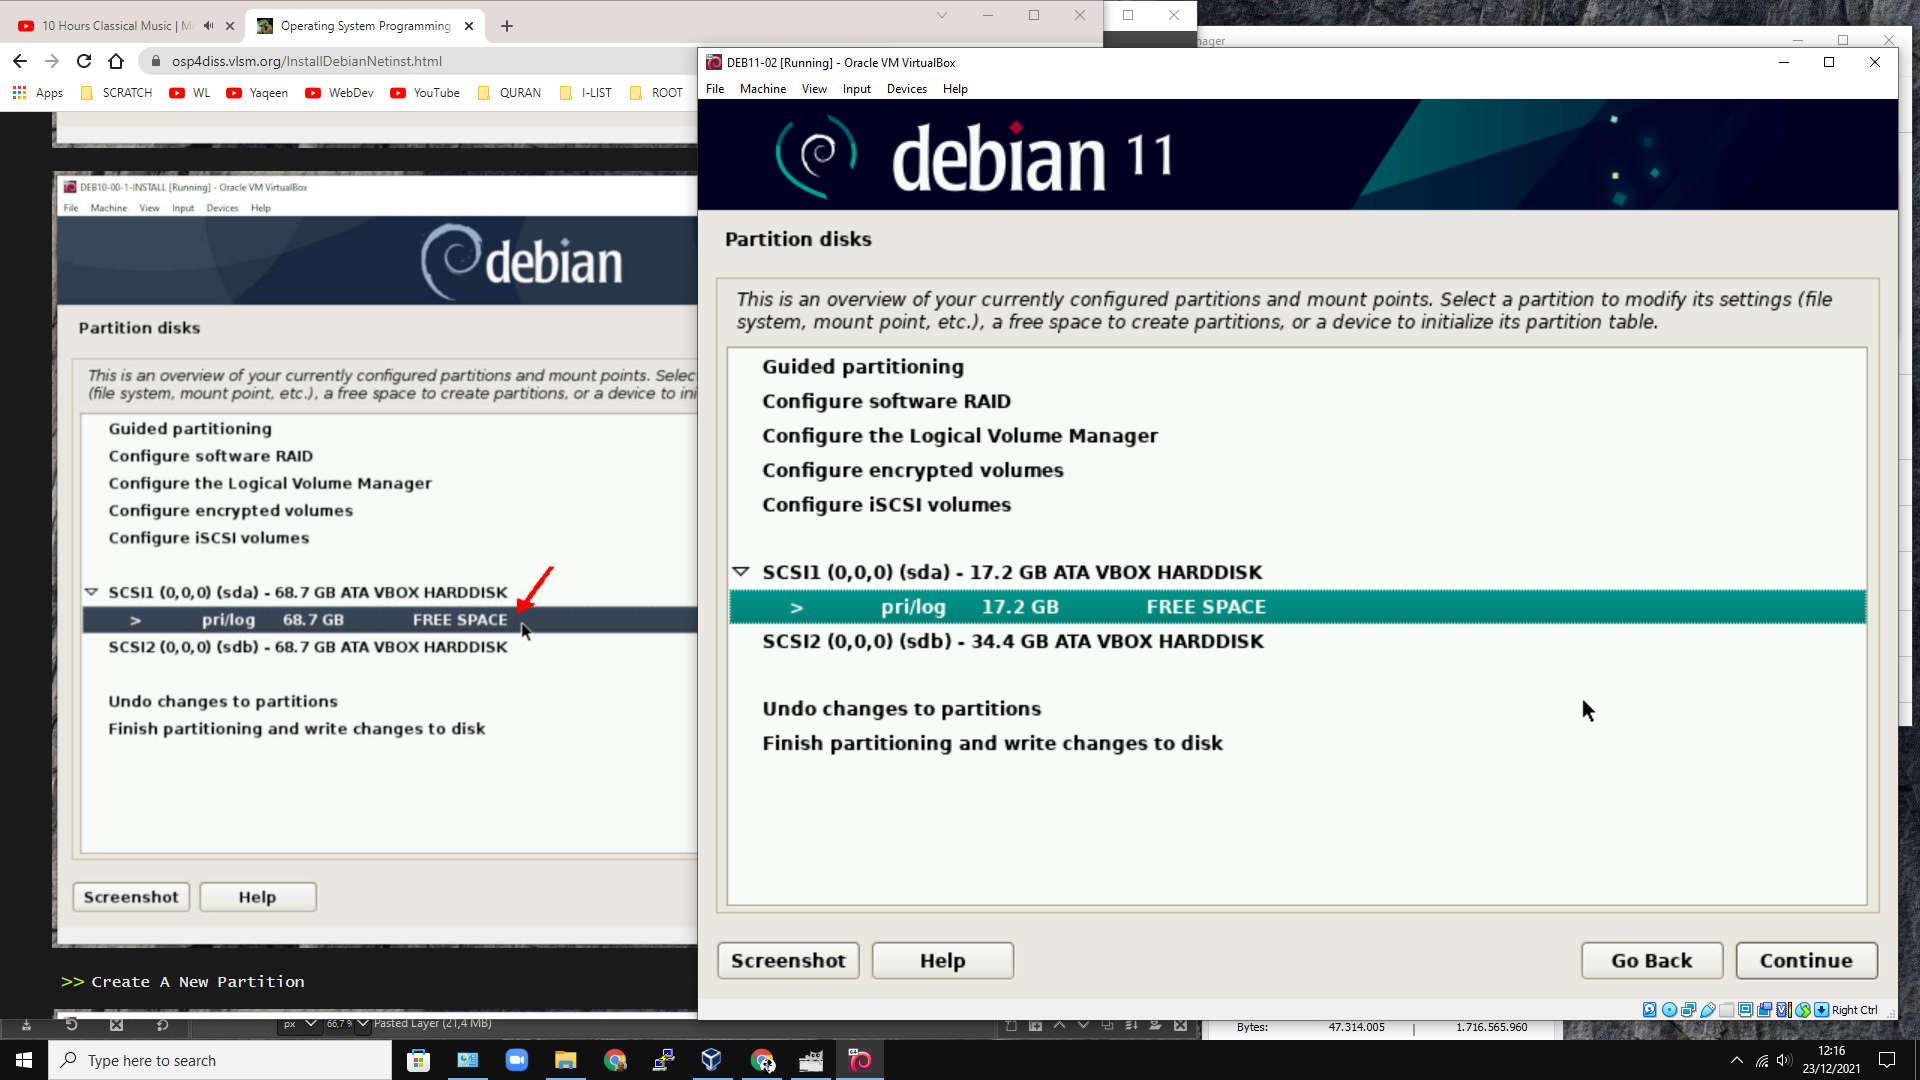 10 Hours Classical Music | M
Operating System Programming
osp4diss.vlsm.org/InstallDebianNetinst.html
Apps
SCRATCH
WL
Yaqeen
WebDev
YouTube
QURAN
I-LIST
ROOT
DEB10-00-1-INSTALL [Running] - Oracle VM VirtualBox
File Machine View Input Devices Help
debian
Partition disks
This is an overview of your currently configured partitions and mount points. Selec
(file system, mount point, etc.), a free space to create partitions, or a device to ini
Guided partitioning
Configure software RAID
Configure the Logical Volume Manager
Configure encrypted volumes
Configure iSCSI volumes
SCSI1 (0,0,0) (sda) - 68.7 GB ATA VBOX HARDDISK
> pri/log 68.7 GB FREE SPACE
SCSI2 (0,0,0) (sdb) - 68.7 GB ATA VBOX HARDDISK
Undo changes to partitions
Finish partitioning and write changes to disk
Screenshot
Help
>> Create A New Partition
px
66,7 %
Pasted Layer (21,4 MB)
nager
DEB11-02 [Running] - Oracle VM VirtualBox
File Machine View Input Devices Help
debian 11
Partition disks
This is an overview of your currently configured partitions and mount points. Select a partition to modify its settings (file
system, mount point, etc.), a free space to create partitions, or a device to initialize its partition table.
Guided partitioning
Configure software RAID
Configure the Logical Volume Manager
Configure encrypted volumes
Configure iSCSI volumes
SCSI1 (0,0,0) (sda) - 17.2 GB ATA VBOX HARDDISK
> pri/log 17.2 GB FREE SPACE
SCSI2 (0,0,0) (sdb) - 34.4 GB ATA VBOX HARDDISK
Undo changes to partitions
Finish partitioning and write changes to disk
Screenshot
Help
Go Back
Continue
Right Ctrl
Bytes: 47.314.005 | 1.716.565.960
Type here to search
12:16
23/12/2021